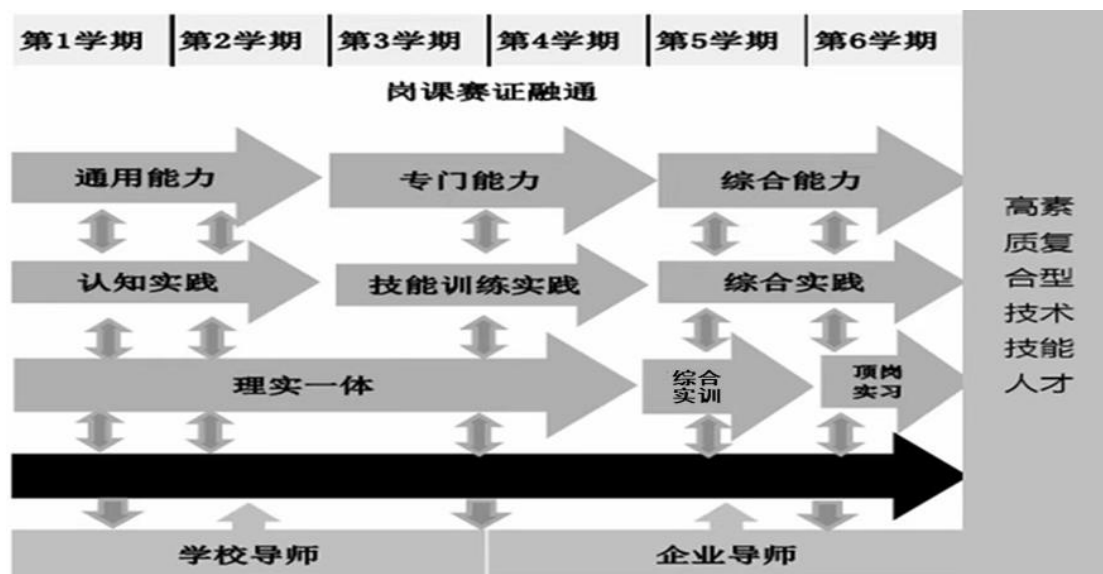 第1学期 第2学期 第3学期 第4学期 第5学期 第6学期
岗课赛证融通
通用能力 专门能力 综合能力
认知实践 技能训练实践 综合实践
理实一体
综合
实训
顶岗
实习
学校导师 企业导师
高素
质复
合型
技术
技能
人才